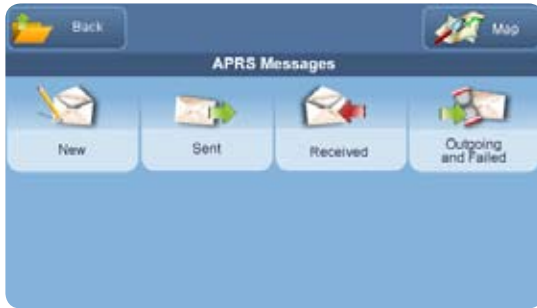 Back
Map
APRS Messages
New
Sent
Received
Outgoing
and Failed